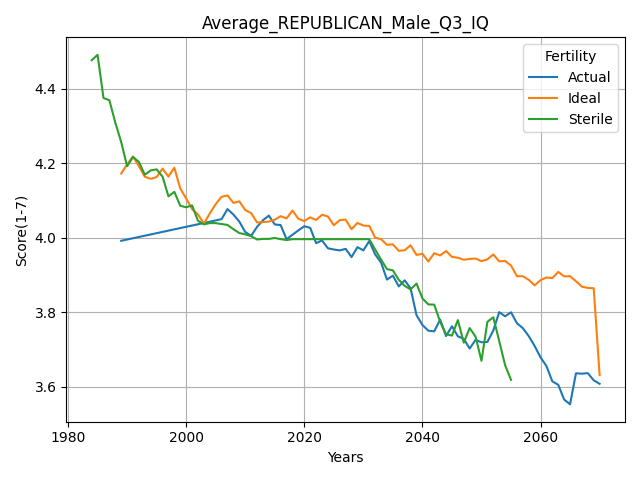 Average_REPUBLICAN_Male_Q3_IQ
Fertility
Actual
Ideal
Sterile
Score(1-7)
4.4
4.2
4.0
3.8
3.6
1980
2000
2020
2040
2060
Years